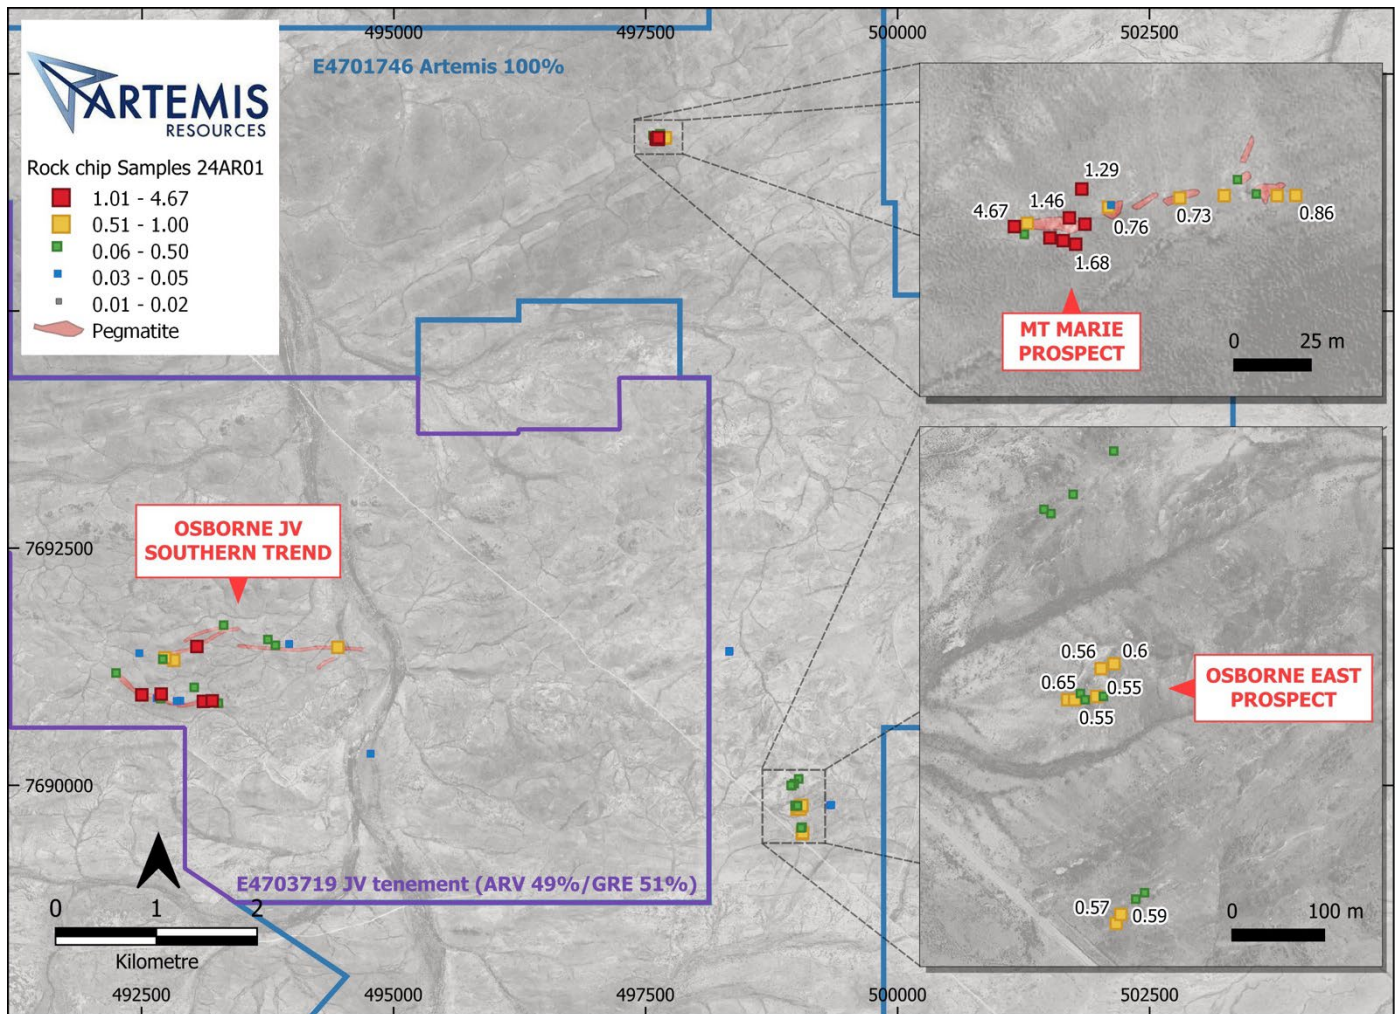 495000
497500
500000
502500
ARTEMIS
RESOURCES
Rock chip Samples 24AR01
1.01 - 4.67
0.51 - 1.00
0.06 - 0.50
0.03 - 0.05
0.01 - 0.02
Pegmatite
E4701746 Artemis 100%
1.29
4.67
1.46
0.76
0.73
0.86
1.68
MT MARIE
PROSPECT
0
25 m
OSBORNE JV
SOUTHERN TREND
7692500
7690000
0.56
0.6
0.65
0.55
0.55
OSBORNE EAST
PROSPECT
0.57
0.59
0
100 m
E4703719 JV tenement (ARV 49%/GRE 51%)
0
1
2
Kilometre
492500
495000
497500
500000
502500